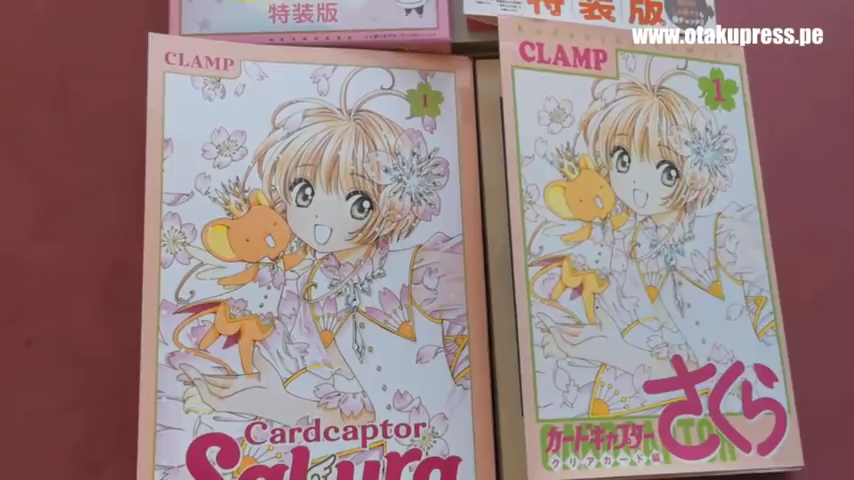 特装版
特装版
www.otakupress.pe
CLAMP
1
Cardcaptor
Sakura
CLAMP
1
カードキャプター
さくら
クリアカード編